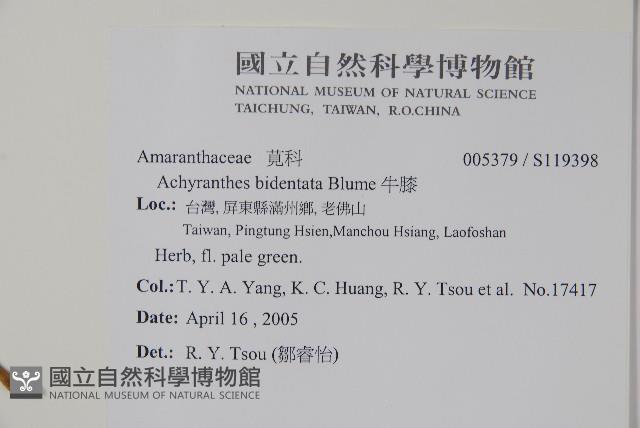 國立自然科學博物館
NATIONAL MUSEUM OF NATURAL SCIENCE
TAICHUNG, TAIWAN, R.O.CHINA
Amaranthaceae 莧科 005379 / S119398
Achyranthes bidentata Blume 牛膝
Loc.: 台灣, 屏東縣滿州鄉, 老佛山
Taiwan, Pingtung Hsien,Manchou Hsiang, Laofoshan
Herb, fl. pale green.
Col.: T. Y. A. Yang, K. C. Huang, R. Y. Tsou et al. No.17417
Date: April 16 , 2005
Det.: R. Y. Tsou (鄒睿怡)
國立自然科學博物館
NATIONAL MUSEUM OF NATURAL SCIENCE